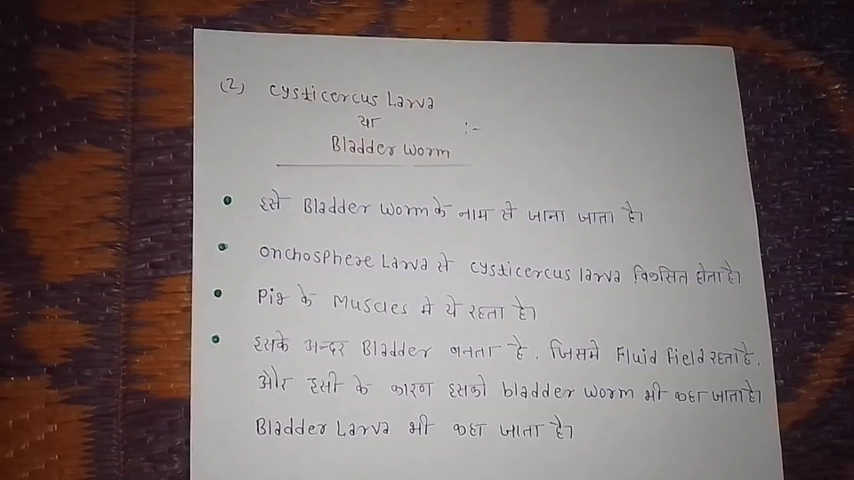 (2) Cysticercus Larva
या :-
Bladder Worm
इसे Bladder Worm के नाम से जाना जाता है।
Onchosphere Larva से Cysticercus larva विकसित होता है।
Pig के Muscles मे ये रहता है।
इसके अन्दर Bladder बनता है. जिसमे Fluid Field रहता है.
और इसी के कारण इसको bladder worm भी कहा जाता है।
Bladder Larva भी कहा जाता है।